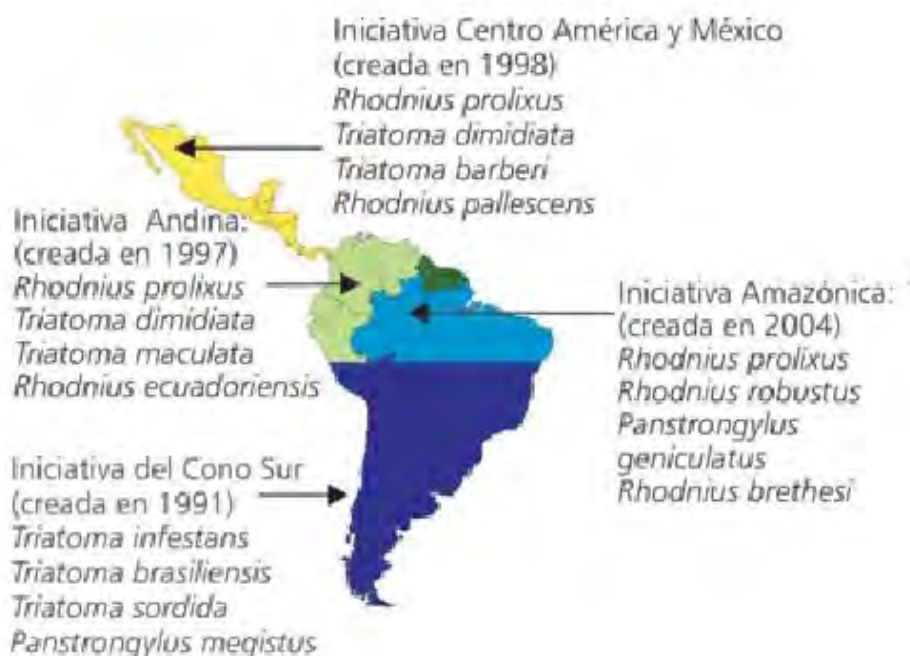 Iniciativa Centro América y México
(creada en 1998)
Rhodnius prolixus
Triatoma dimidiata
Triatoma barberi
Rhodnius pallescens
Iniciativa Andina:
(creada en 1997)
Rhodnius prolixus
Triatoma dimidiata
Triatoma maculata
Rhodnius ecuadoriensis
Iniciativa Amazónica:
(creada en 2004)
Rhodnius prolixus
Rhodnius robustus
Panstrongylus
geniculatus
Rhodnius brethesi
Iniciativa del Cono Sur
(creada en 1991)
Triatoma infestans
Triatoma brasiliensis
Triatoma sordida
Panstrongylus megistus